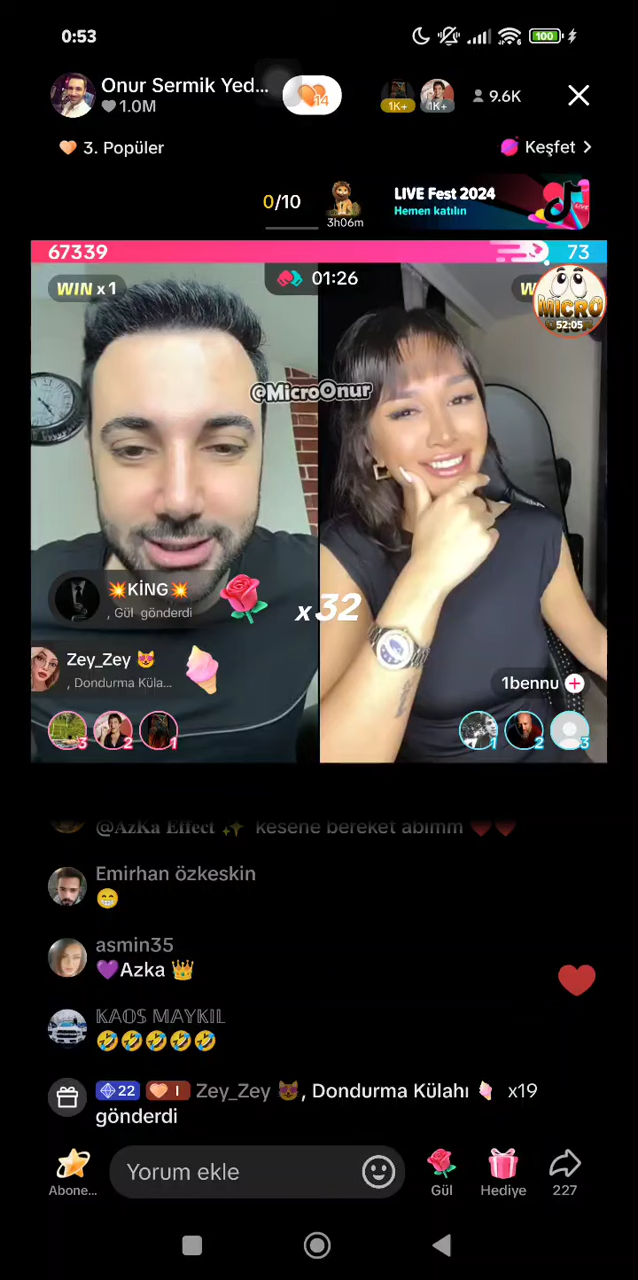 0:53
100
Onur Sermik Yed...
1.0M
14
1K+
1K+
9.6K
3. Popüler
Keşfet
0/10
3h06m
LIVE Fest 2024
Hemen katılın
67339
73
WIN x1
01:26
MICRO
52:05
@MicroOnur
💥KİNG💥
, Gül gönderdi
x32
Zey_Zey 😻
, Dondurma Küla...
1bennu
3
2
1
1
2
3
@𝐀𝐳𝐊𝐚 𝐄𝐟𝐟𝐞𝐜𝐭 ✨ kesene bereket abimm ❤️❤️
Emirhan özkeskin
😁
asmin35
💜Azka 👑
𝕂𝔸𝕆𝕊 𝕄𝔸𝕐𝕂𝕀𝕃
🤣🤣🤣🤣🤣
22 I Zey_Zey 😻, Dondurma Külahı 🍦 x19
gönderdi
Abone...
Yorum ekle
Gül
Hediye
227